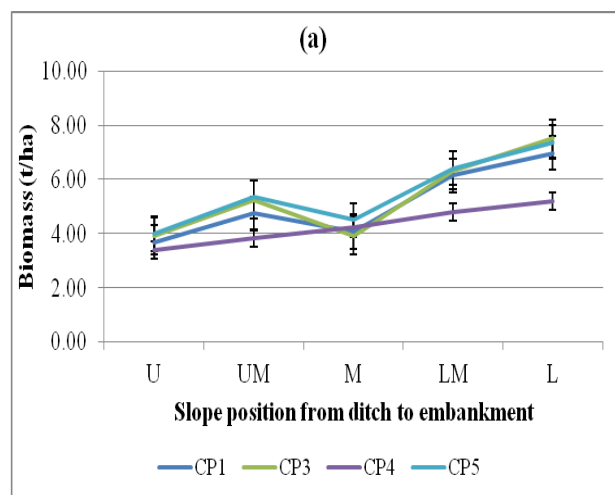 (a)
10.00
8.00
6.00
4.00
2.00
0.00
Biomass (t/ha)
U UM M LM L
Slope position from ditch to embankment
CP1 CP3 CP4 CP5